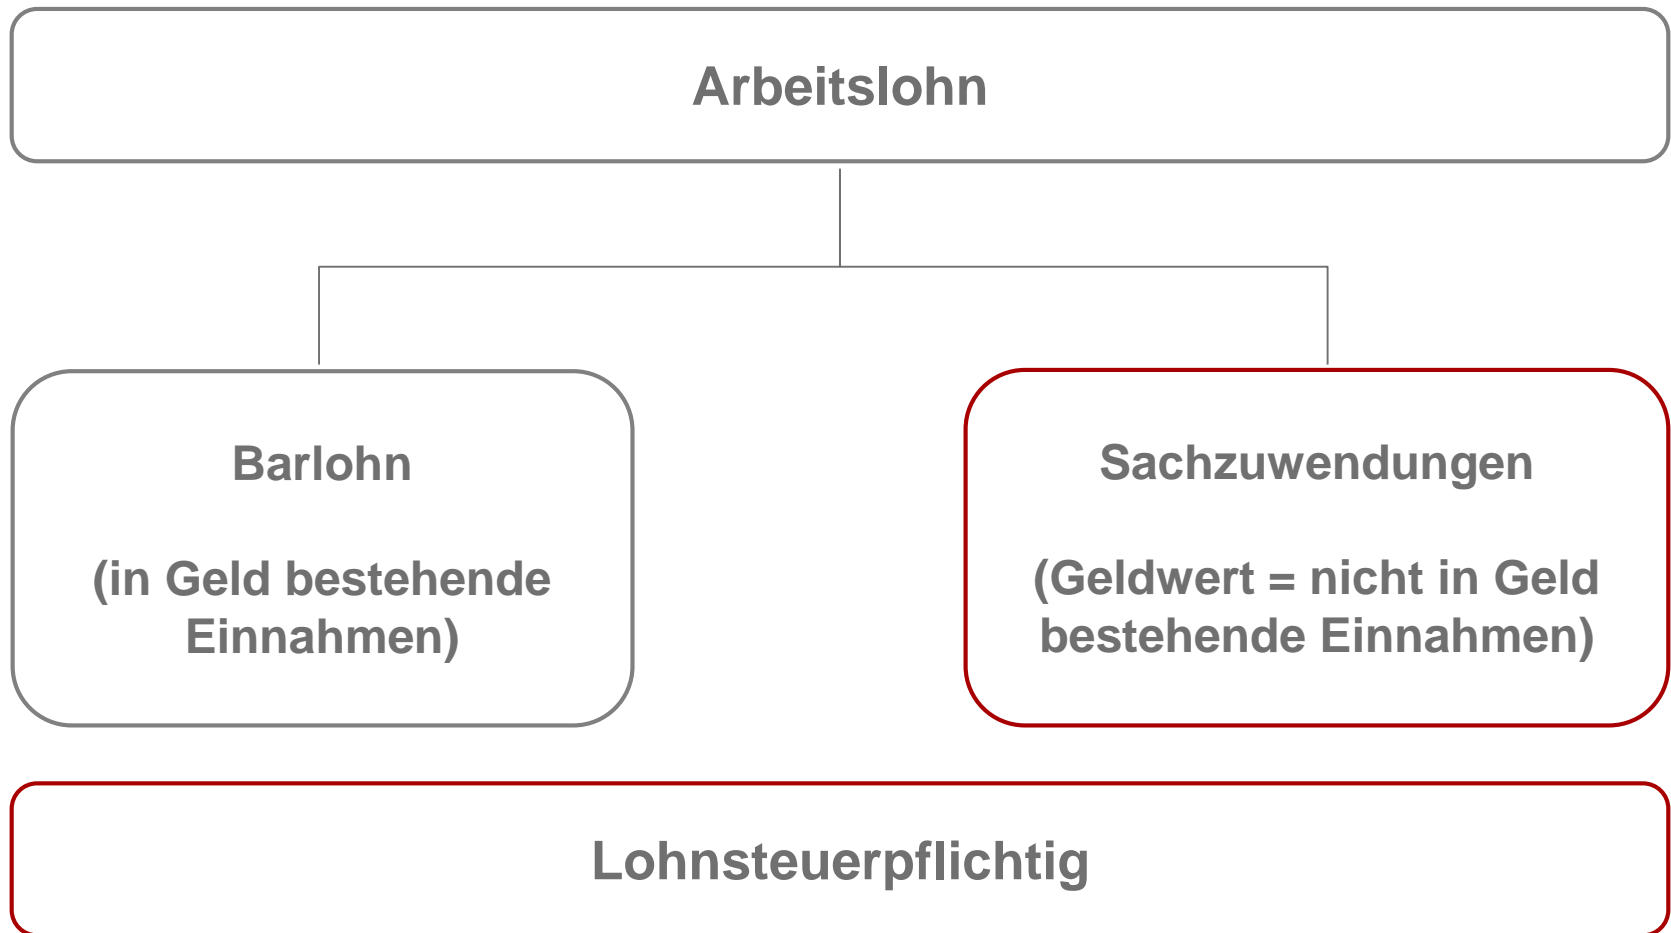 Arbeitslohn
Barlohn
(in Geld bestehende
Einnahmen)
Sachzuwendungen
(Geldwert = nicht in Geld
bestehende Einnahmen)
Lohnsteuerpflichtig